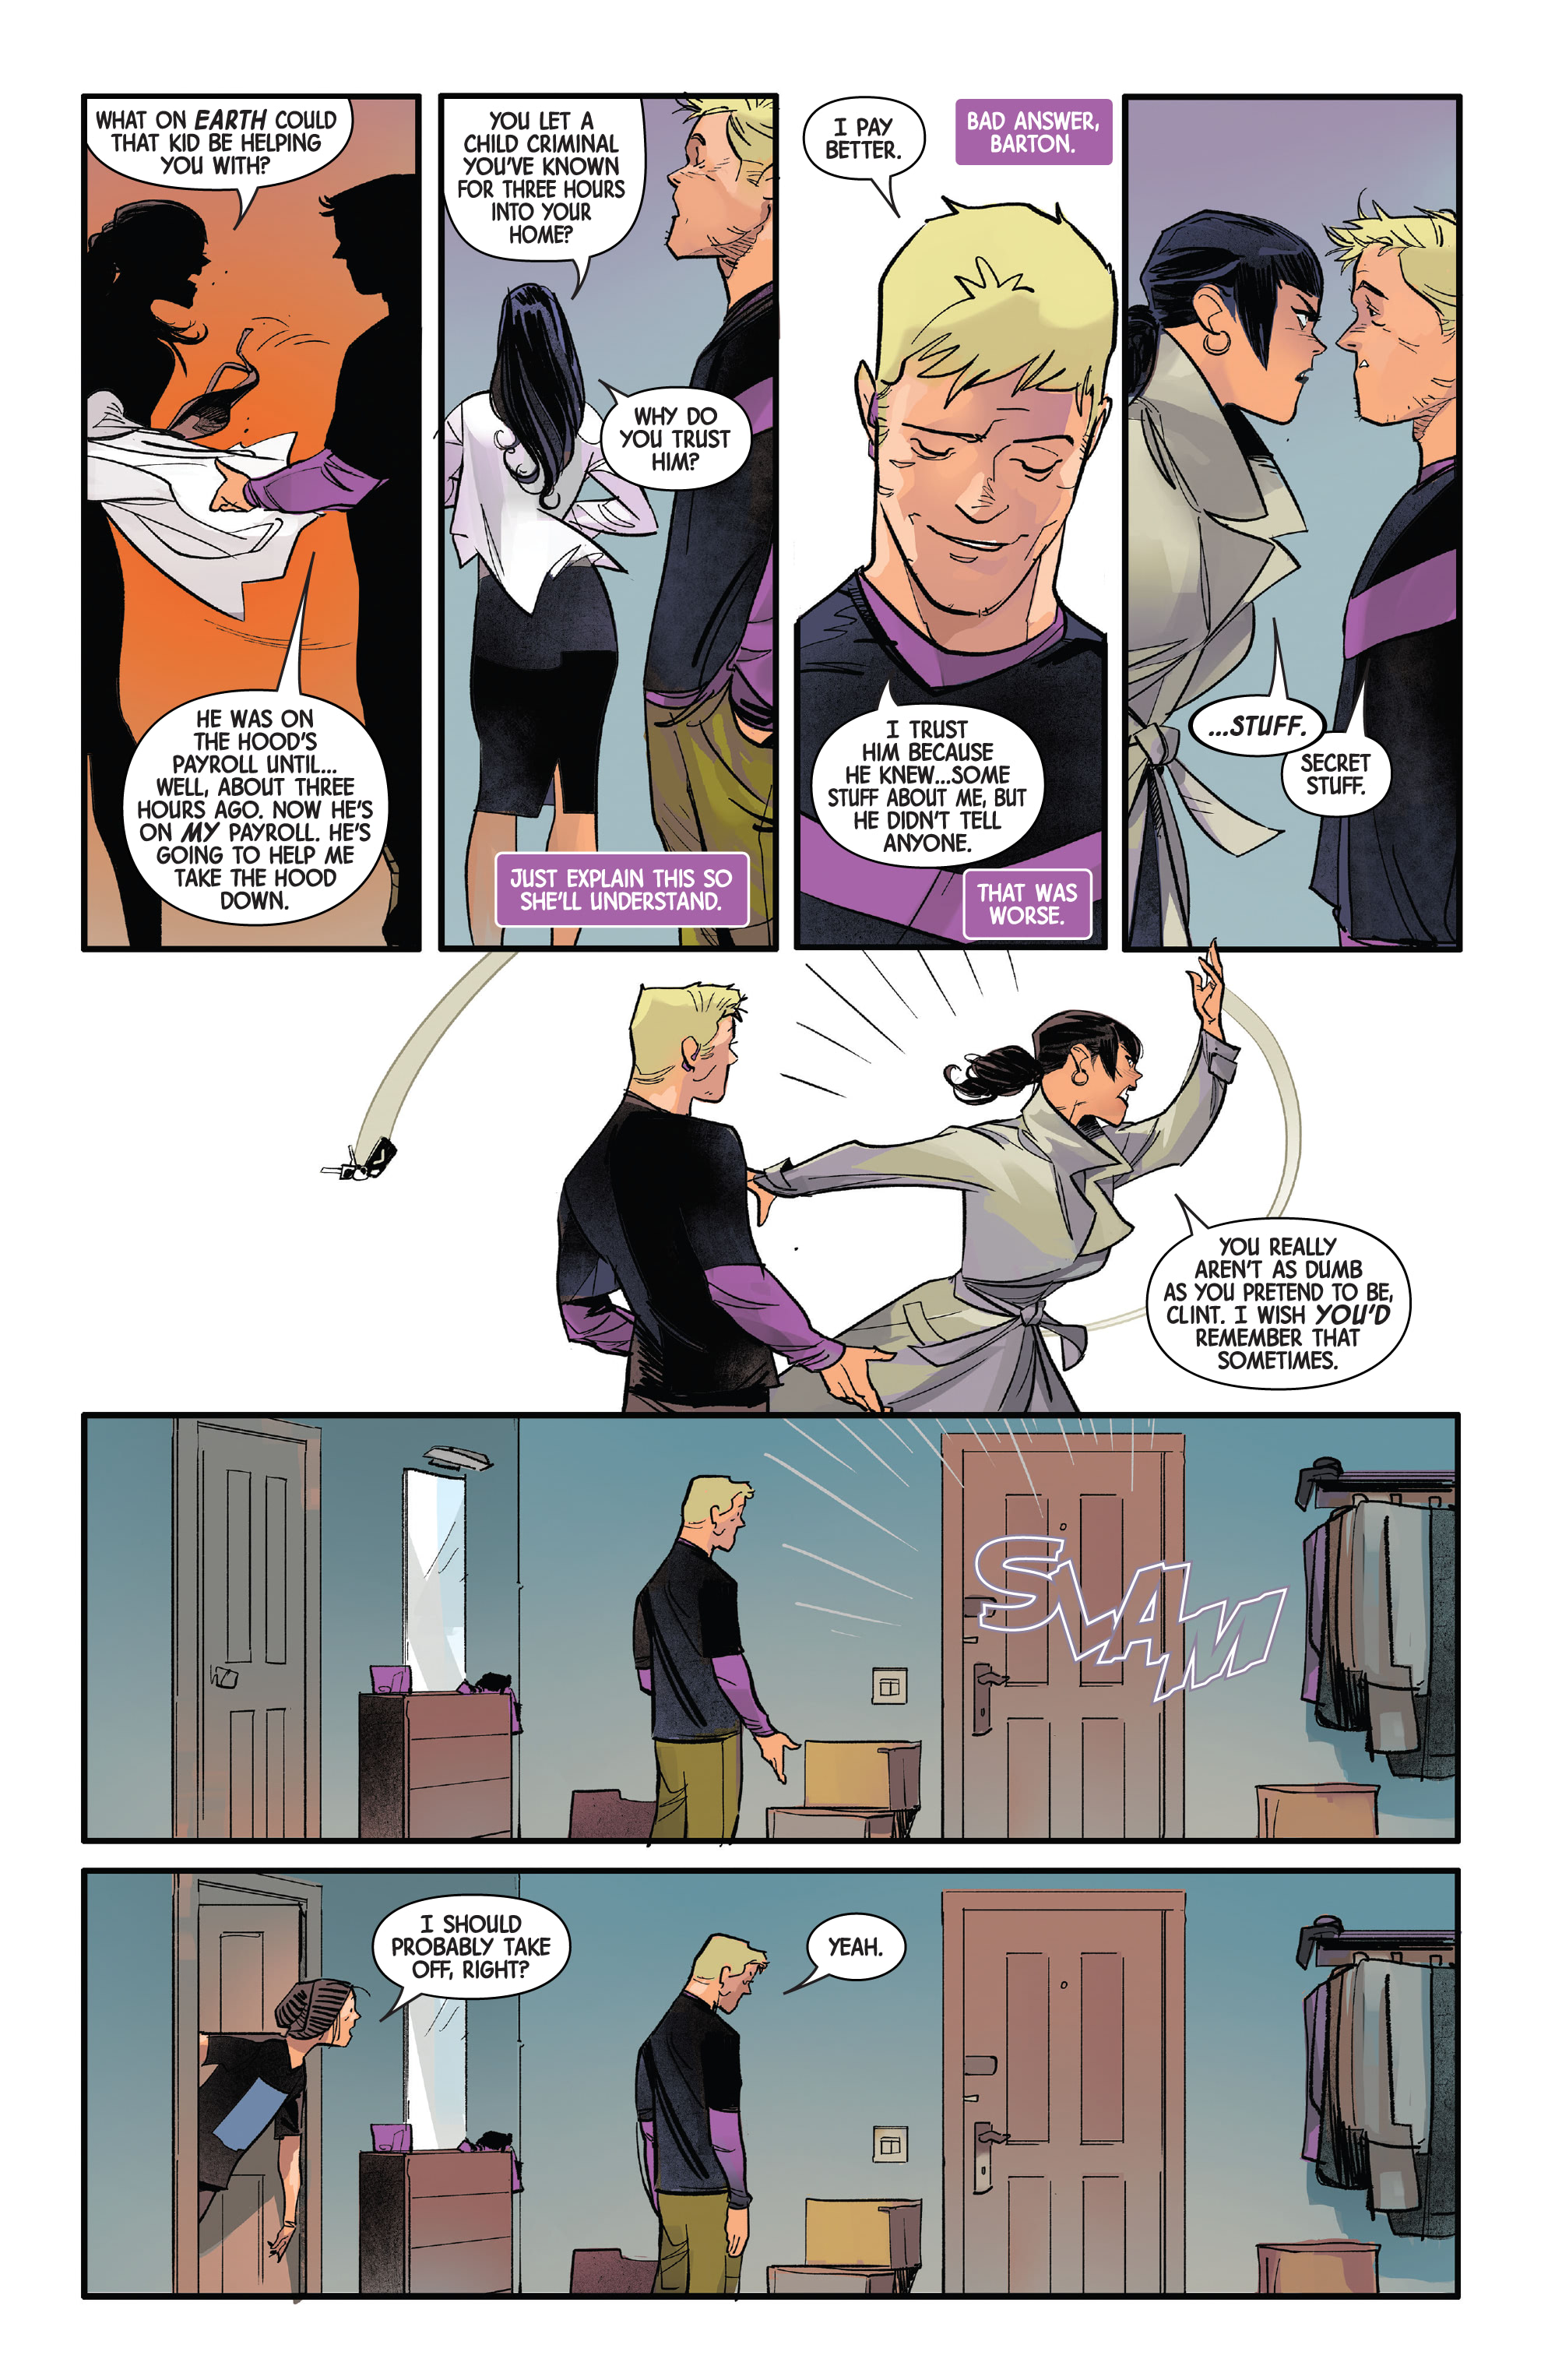 WHAT ON EARTH COULD
THAT KID BE HELPING
YOU WITH?
HE WAS ON
THE HOOD'S
PAYROLL UNTIL...
WELL, ABOUT THREE
HOURS AGO. NOW HE'S
ON MY PAYROLL. HE'S
GOING TO HELP ME
TAKE THE HOOD
DOWN.
YOU LET A
CHILD CRIMINAL
YOU'VE KNOWN
FOR THREE HOURS
INTO YOUR
HOME?
WHY DO
YOU TRUST
HIM?
JUST EXPLAIN THIS SO
SHE'LL UNDERSTAND.
I PAY
BETTER.
BAD ANSWER,
BARTON.
I TRUST
HIM BECAUSE
HE KNEW...SOME
STUFF ABOUT ME, BUT
HE DIDN'T TELL
ANYONE.
THAT WAS
WORSE.
...STUFF.
SECRET
STUFF.
YOU REALLY
AREN'T AS DUMB
AS YOU PRETEND TO BE,
CLINT. I WISH YOU'D
REMEMBER THAT
SOMETIMES.
SLAM
I SHOULD
PROBABLY TAKE
OFF, RIGHT?
YEAH.